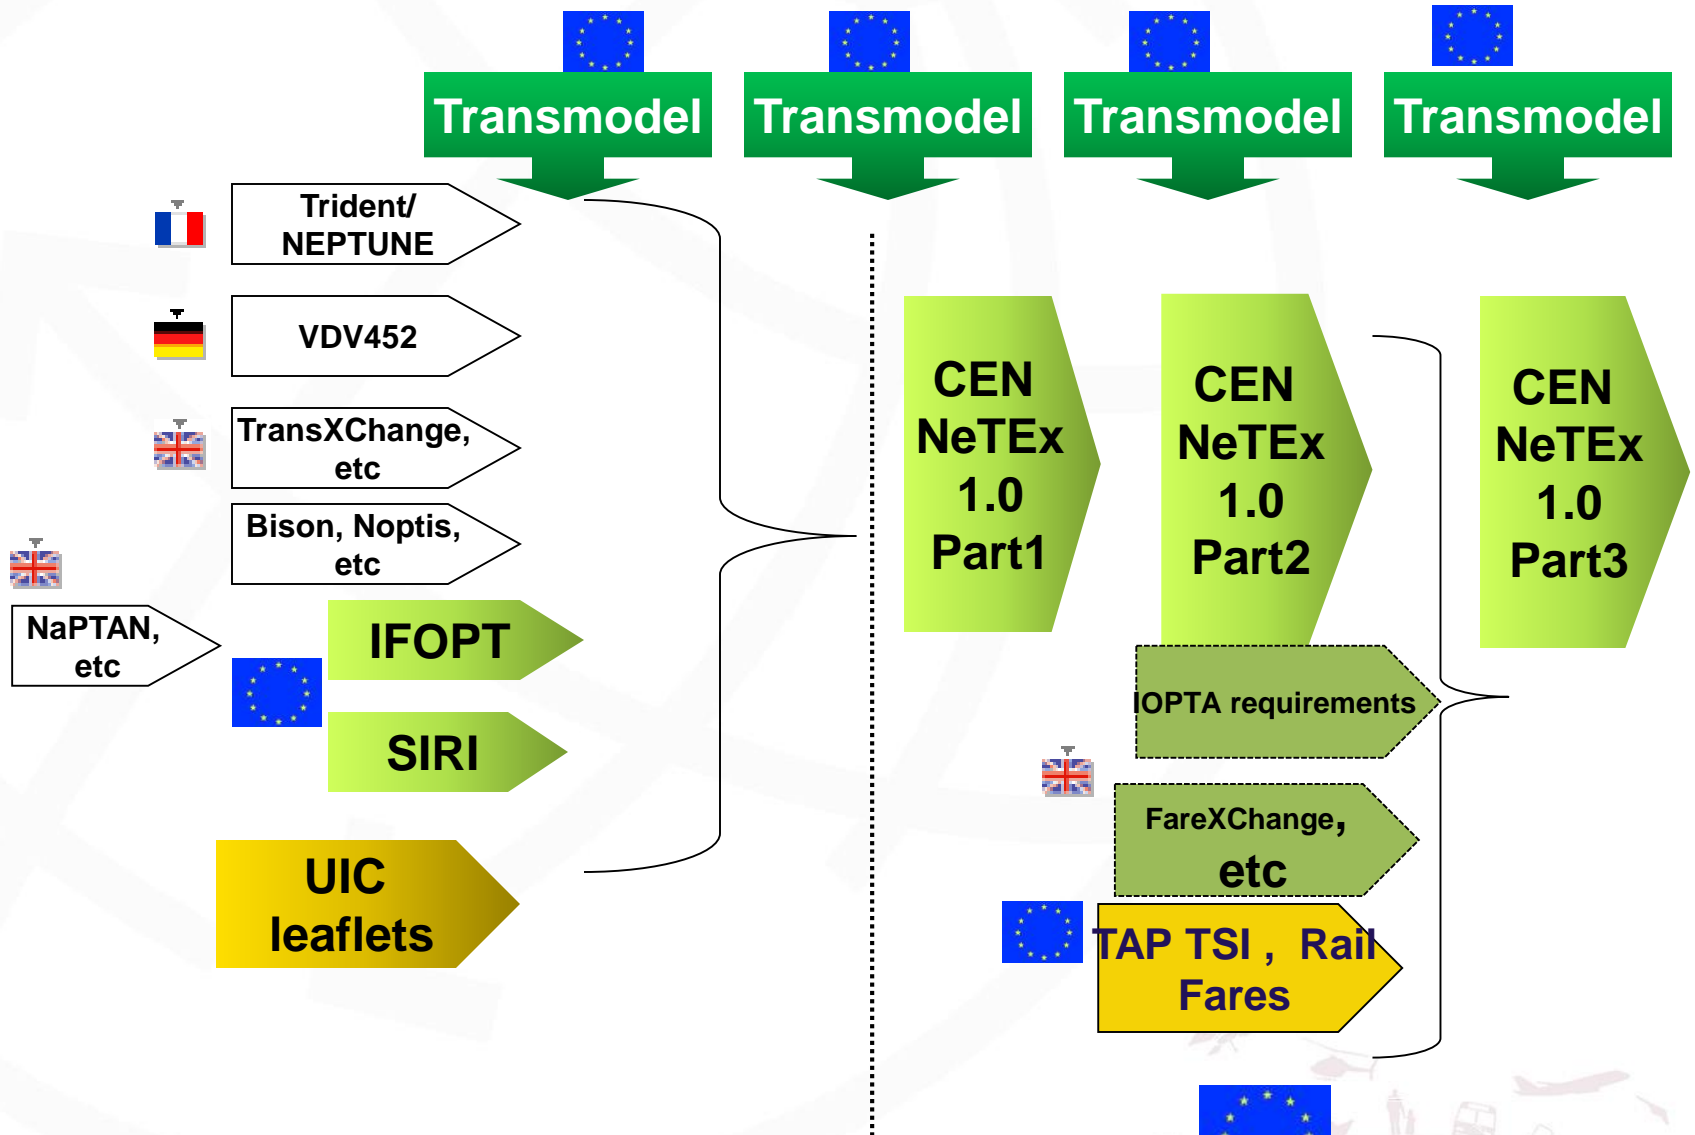 Transmodel
Transmodel
Transmodel
Transmodel
Trident/
NEPTUNE
VDV452
TransXChange,
etc
Bison, Noptis,
etc
NaPTAN,
etc
IFOPT
SIRI
UIC
leaflets
CEN
NeTEx
1.0
Part1
CEN
NeTEx
1.0
Part2
IOPTA requirements
FareXChange,
etc
TAP TSI , Rail
Fares
CEN
NeTEx
1.0
Part3